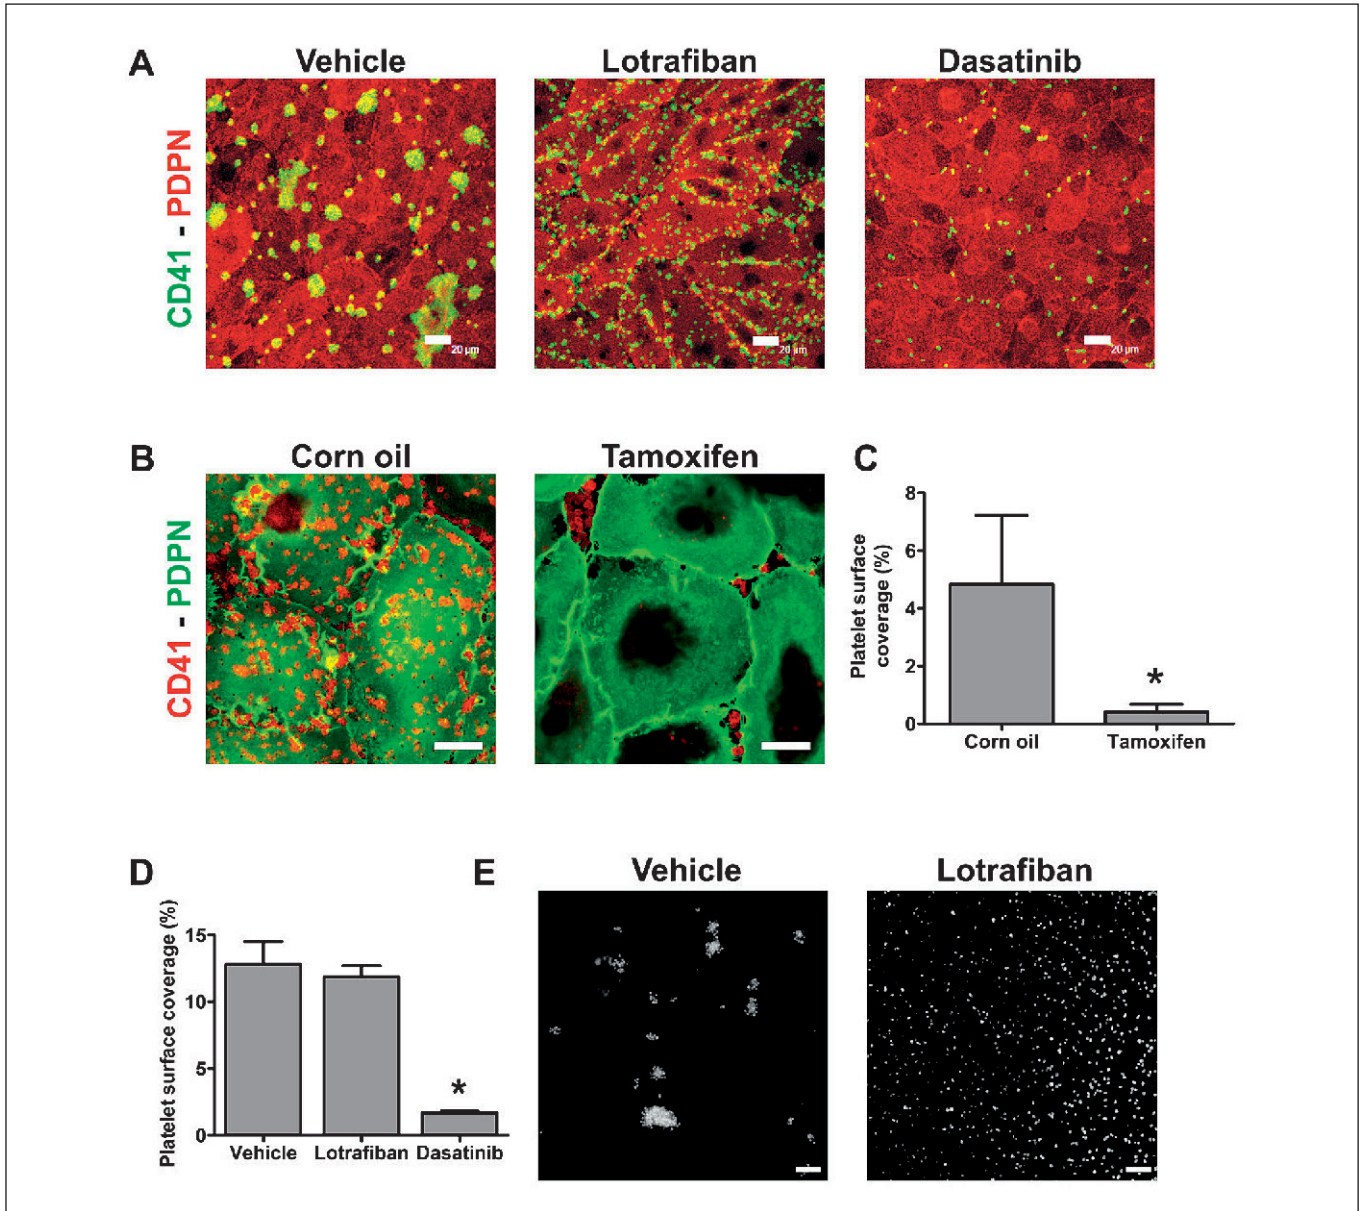 A
Vehicle
Lotrafiban
Dasatinib
CD41 - PDPN
20 µm
20 µm
20 µm
B
Corn oil
Tamoxifen
CD41 - PDPN
C
Platelet surface
coverage (%)
8
6
4
2
0
Corn oil
Tamoxifen
*
D
Platelet surface coverage (%)
15
10
5
0
Vehicle
Lotrafiban
Dasatinib
*
E
Vehicle
Lotrafiban